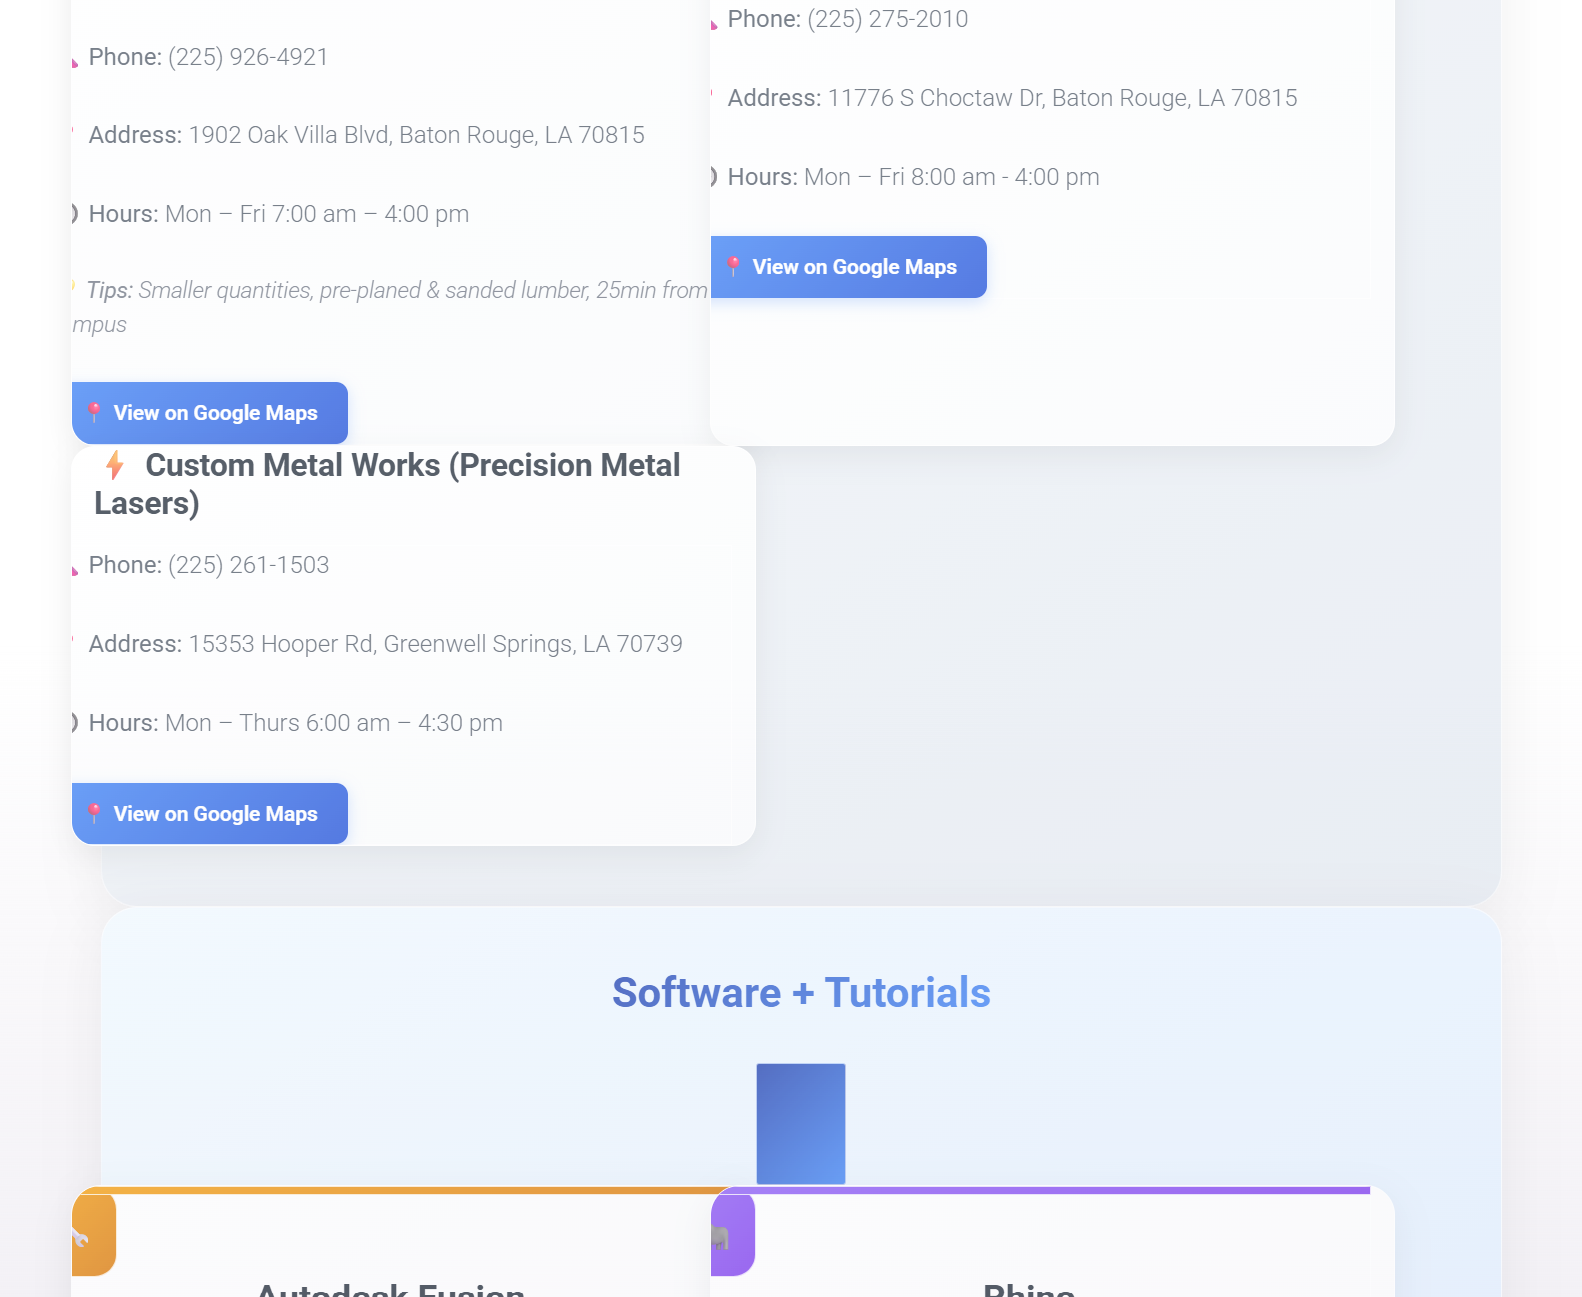 Phone: (225) 926-4921
Address: 1902 Oak Villa Blvd, Baton Rouge, LA 70815
Hours: Mon – Fri 7:00 am – 4:00 pm
Tips: Smaller quantities, pre-planed & sanded lumber, 25min from
mpus
View on Google Maps
Phone: (225) 275-2010
Address: 11776 S Choctaw Dr, Baton Rouge, LA 70815
Hours: Mon – Fri 8:00 am - 4:00 pm
View on Google Maps
Custom Metal Works (Precision Metal
Lasers)
Phone: (225) 261-1503
Address: 15353 Hooper Rd, Greenwell Springs, LA 70739
Hours: Mon – Thurs 6:00 am – 4:30 pm
View on Google Maps
Software + Tutorials
Autodesk Fusion
Rhino